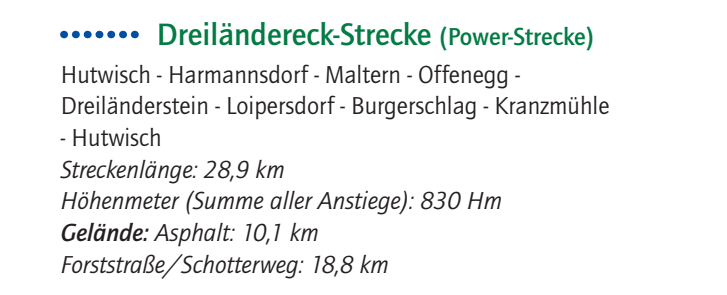 Dreiländereck-Strecke (Power-Strecke)
Hutwisch - Harmannsdorf - Maltern - Offenegg -
Dreiländerstein - Loipersdorf - Burgerschlag - Kranzmühle
- Hutwisch
Streckenlänge: 28,9 km
Höhenmeter (Summe aller Anstiege): 830 Hm
Gelände: Asphalt: 10,1 km
Forststraße/Schotterweg: 18,8 km